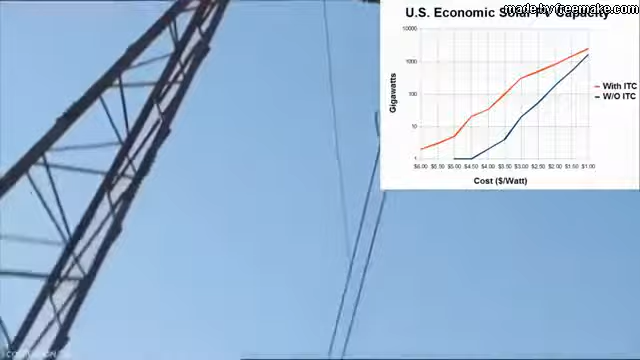 made by freemake.com
U.S. Economic Solar PV Capacity
10000
1000
100
10
1
Gigawatts
With ITC
W/O ITC
$6.00 $5.50 $5.00 $4.50 $4.00 $3.50 $3.00 $2.50 $2.00 $1.50 $1.00
Cost ($/Watt)